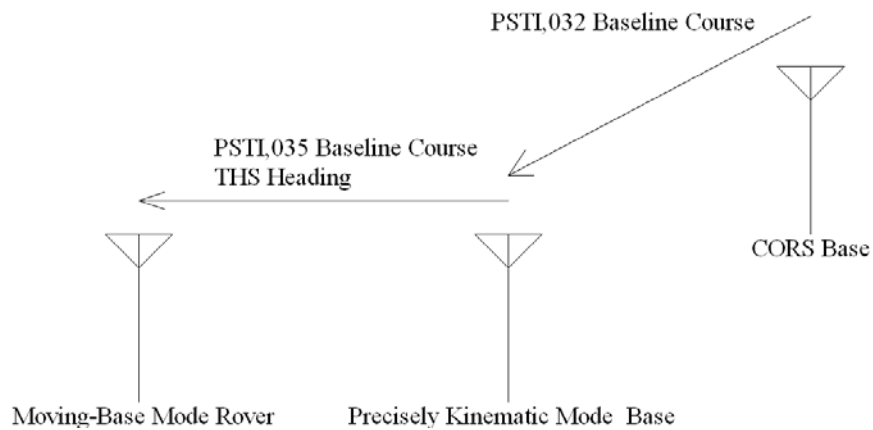 PSTI,032 Baseline Course
PSTI,035 Baseline Course
THS Heading
CORS Base
Moving-Base Mode Rover
Precisely Kinematic Mode Base